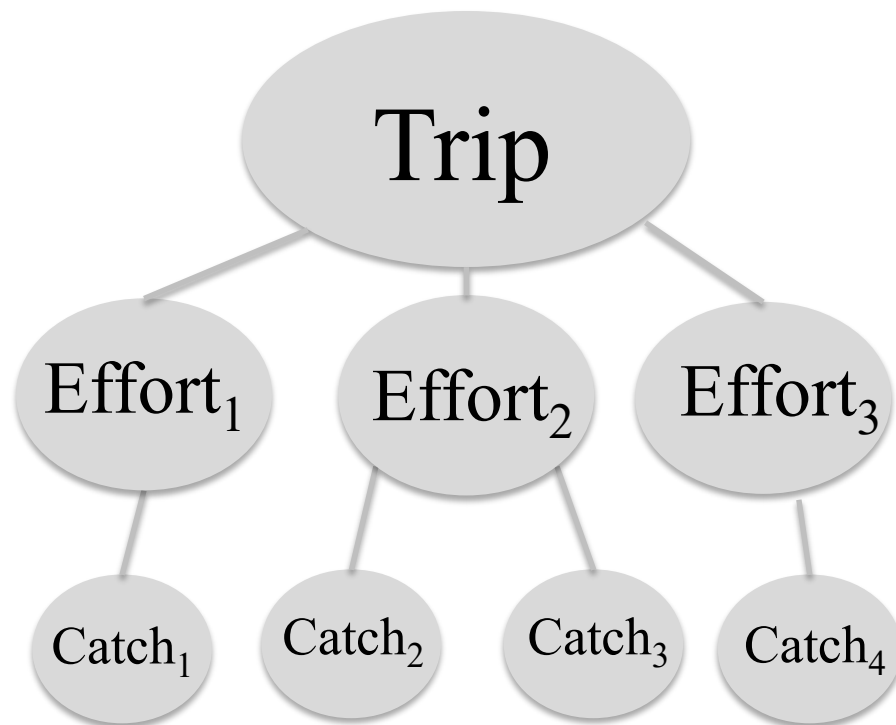 Trip
Effort₁ Effort₂ Effort₃
Catch₁ Catch₂ Catch₃ Catch₄